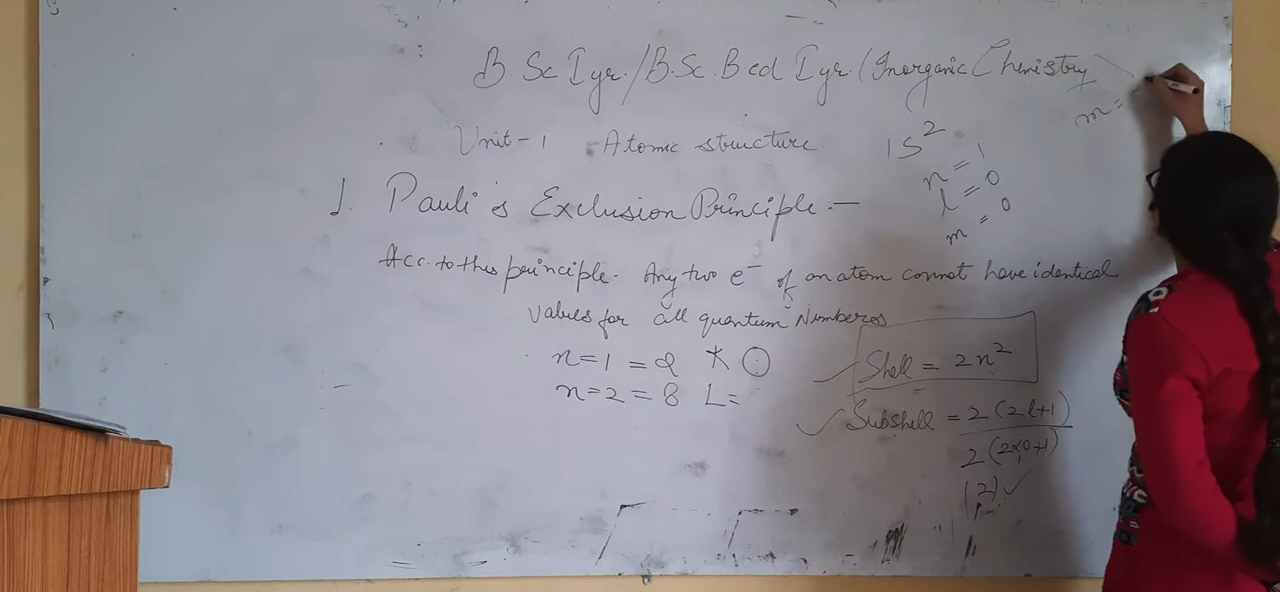 B.Sc I yr./B.Sc.B.ed I yr. (Inorganic Chemistry
m=
Unit-1 Atomic structure
1S²
n=1
l=0
m=0
1. Pauli's Exclusion Principle:-
Acc. to this principle. Any two e⁻ of an atom cannot have identical
values for all quantum Numbers
n=1=2 K
n=2=8 L=
Shell = 2n²
Subshell = 2(2l+1)
2(2×0+1)
(2)✓